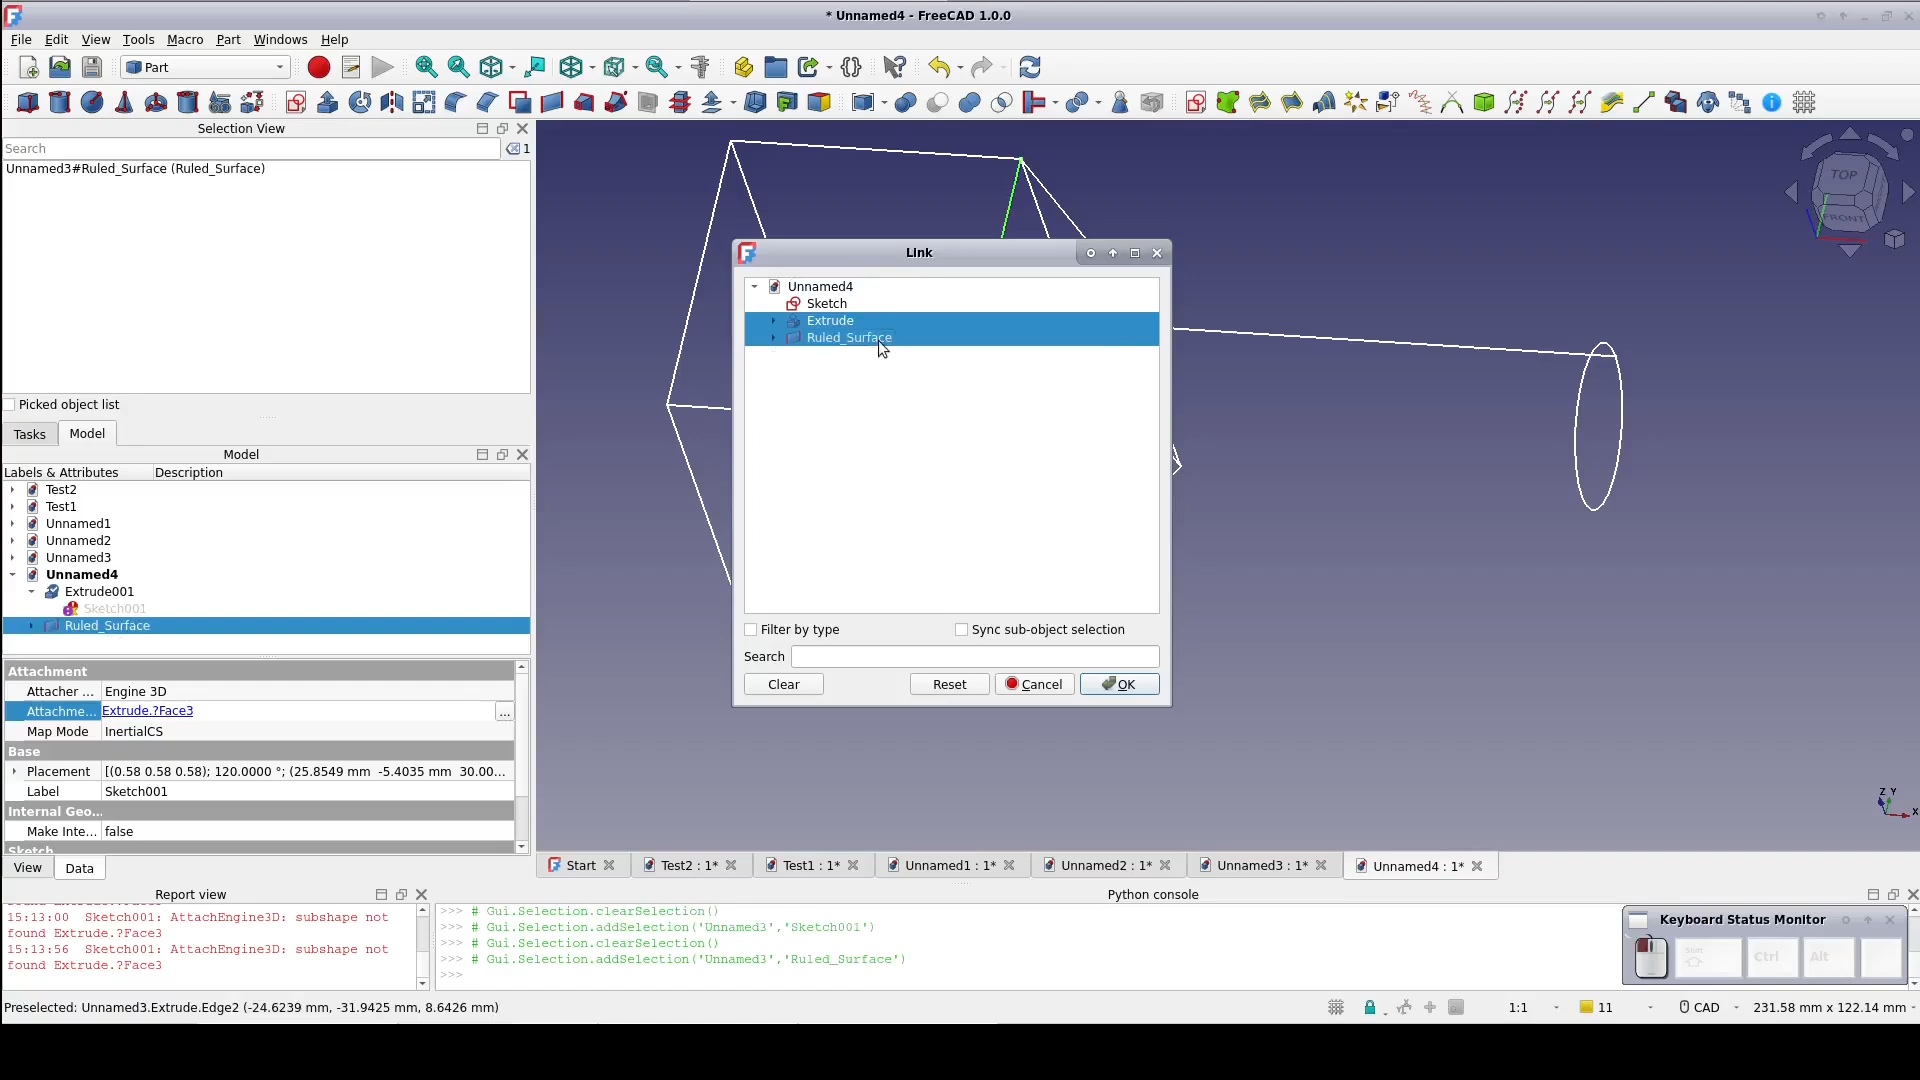 * Unnamed4 - FreeCAD 1.0.0
File Edit View Tools Macro Part Windows Help
Part
Selection View
Search
1
Unnamed3#Ruled_Surface (Ruled_Surface)
Picked object list
Tasks Model
Model
Labels & Attributes Description
Test2
Test1
Unnamed1
Unnamed2
Unnamed3
Unnamed4
Extrude001
Sketch001
Ruled_Surface
Attachment
Attacher ... Engine 3D
Attachme... Extrude.?Face3 ...
Map Mode InertialCS
Base
Placement [(0.58 0.58 0.58); 120.0000 °; (25.8549 mm -5.4035 mm 30.00...
Label Sketch001
Internal Geo...
Make Inte... false
Sketch
View Data
Link
Unnamed4
Sketch
Extrude
Ruled_Surface
Filter by type Sync sub-object selection
Search
Clear Reset Cancel OK
TOP
FRONT
Z Y
X
Start Test2 : 1* Test1 : 1* Unnamed1 : 1* Unnamed2 : 1* Unnamed3 : 1* Unnamed4 : 1*
Report view
found Extrude.?Face3
15:13:00 Sketch001: AttachEngine3D: subshape not
found Extrude.?Face3
15:13:56 Sketch001: AttachEngine3D: subshape not
found Extrude.?Face3
Python console
>>> # Gui.Selection.clearSelection()
>>> # Gui.Selection.addSelection('Unnamed3','Sketch001')
>>> # Gui.Selection.clearSelection()
>>> # Gui.Selection.addSelection('Unnamed3','Ruled_Surface')
>>>
Keyboard Status Monitor
Shift Ctrl Alt
Preselected: Unnamed3.Extrude.Edge2 (-24.6239 mm, -31.9425 mm, 8.6426 mm)
1:1 11 CAD 231.58 mm x 122.14 mm